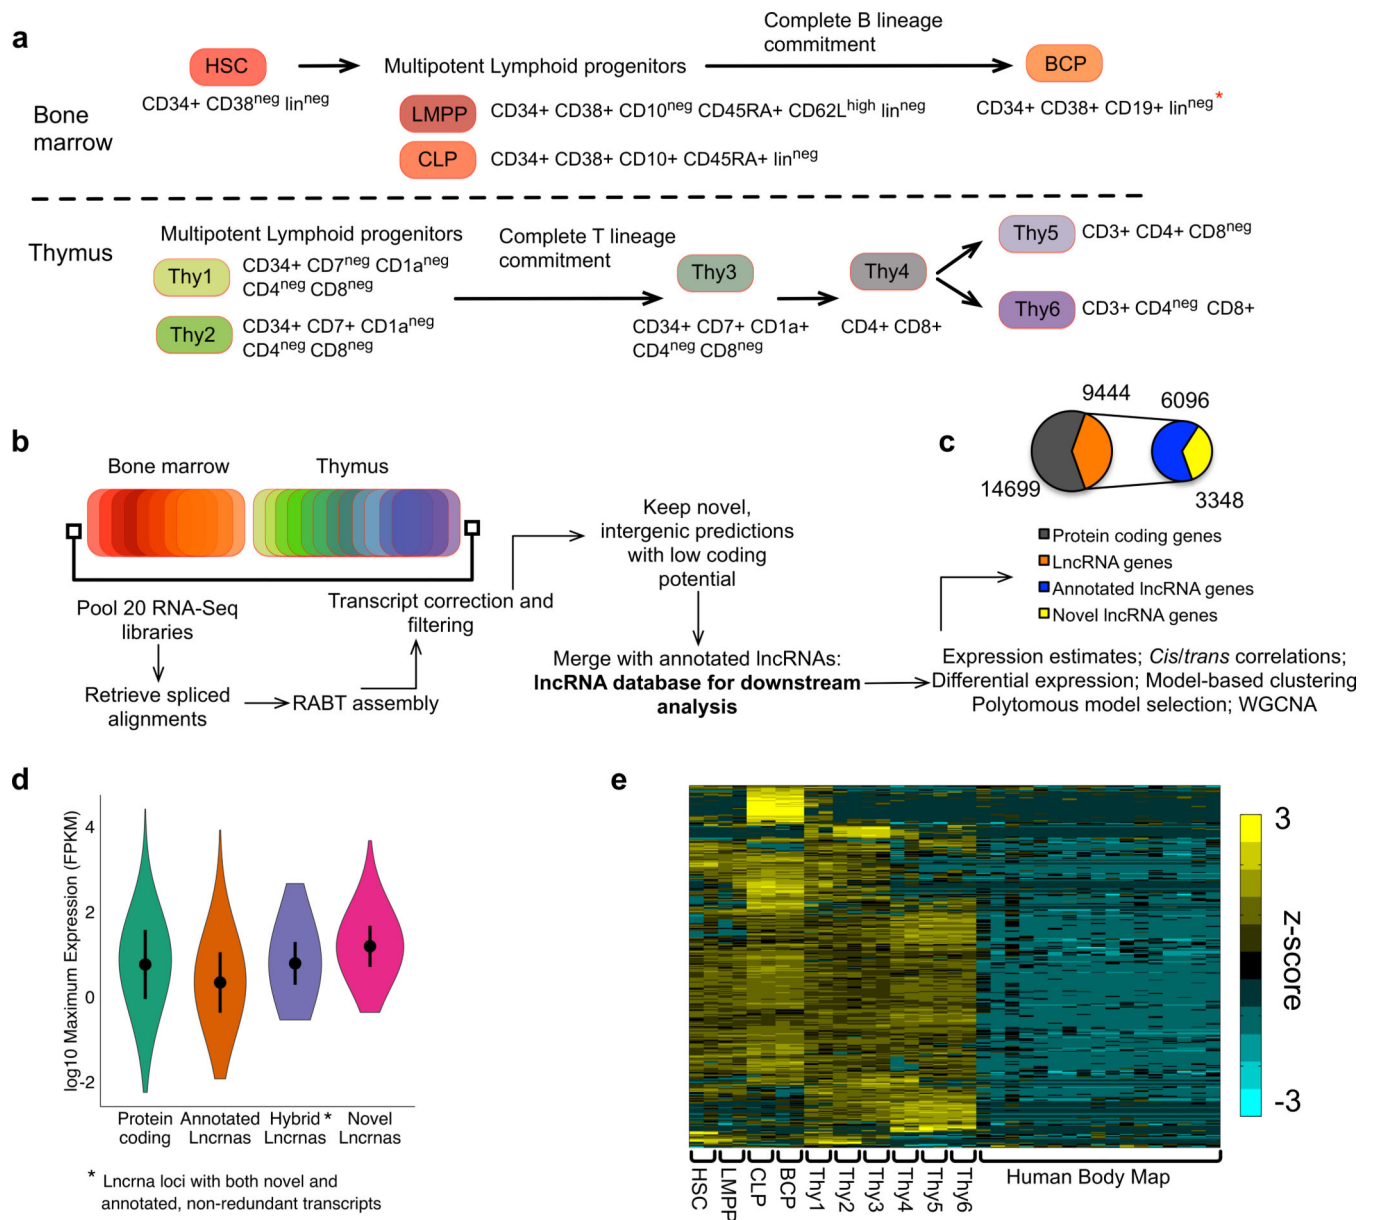 a
Complete B lineage
commitment
HSC
Multipotent Lymphoid progenitors
BCP
CD34+ CD38neg linneg
LMPP
CD34+ CD38+ CD10neg CD45RA+ CD62Lhigh linneg
CD34+ CD38+ CD19+ linneg*
Bone
marrow
CLP
CD34+ CD38+ CD10+ CD45RA+ linneg
Thymus
Multipotent Lymphoid progenitors
Complete T lineage
commitment
Thy1
CD34+ CD7neg CD1aneg
CD4neg CD8neg
Thy2
CD34+ CD7+ CD1aneg
CD4neg CD8neg
Thy3
CD34+ CD7+ CD1a+
CD4neg CD8neg
Thy4
CD4+ CD8+
Thy5
CD3+ CD4+ CD8neg
Thy6
CD3+ CD4neg CD8+
b
Bone marrow
Thymus
Pool 20 RNA-Seq
libraries
Retrieve spliced
alignments
RABT assembly
Transcript correction and
filtering
Keep novel,
intergenic predictions
with low coding
potential
Merge with annotated lncRNAs:
lncRNA database for downstream
analysis
Expression estimates; Cis/trans correlations;
Differential expression; Model-based clustering
Polytomous model selection; WGCNA
c
9444
6096
14699
3348
Protein coding genes
LncRNA genes
Annotated lncRNA genes
Novel lncRNA genes
d
log10 Maximum Expression (FPKM)
4
2
0
-2
Protein
coding
Annotated
Lncrnas
Hybrid *
Lncrnas
Novel
Lncrnas
* Lncrna loci with both novel and
annotated, non-redundant transcripts
e
3
z-score
-3
HSC
LMPP
CLP
BCP
Thy1
Thy2
Thy3
Thy4
Thy5
Thy6
Human Body Map